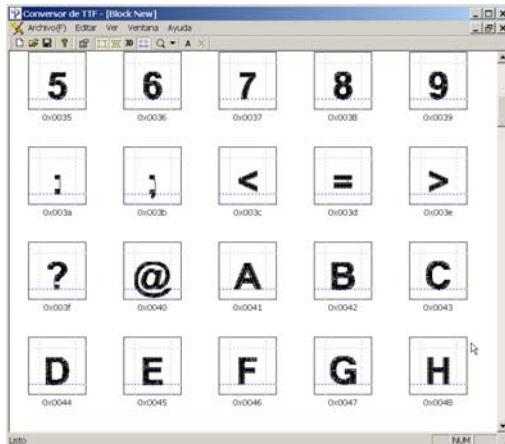 Conversor de TTF - [Block New]
Archivo(F) Editar Ver Ventana Ayuda
5 6 7 8 9
0x0035 0x0036 0x0037 0x0038 0x0039
: ; < = >
0x003a 0x003b 0x003c 0x003d 0x003e
? @ A B C
0x003f 0x0040 0x0041 0x0042 0x0043
D E F G H
0x0044 0x0045 0x0046 0x0047 0x0048
Listo NUM